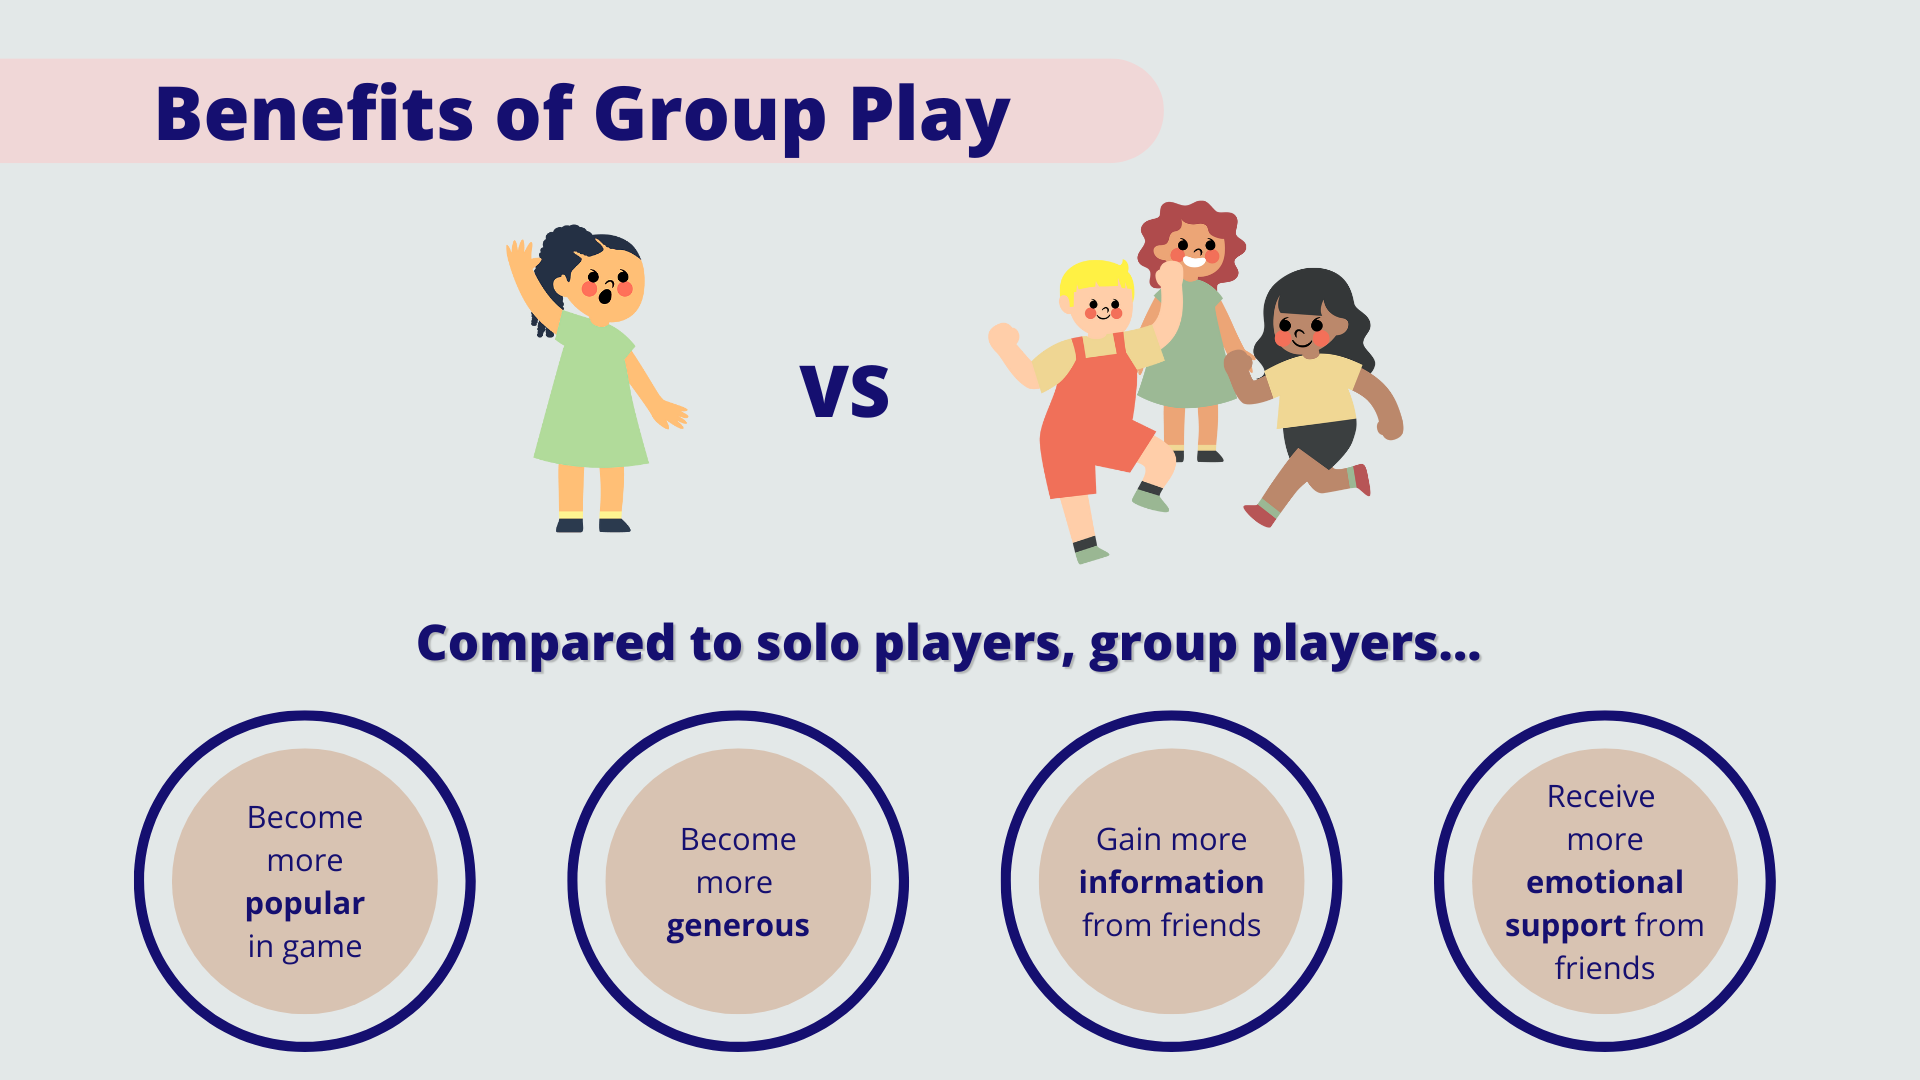 Benefits of Group Play
VS
Compared to solo players, group players...
Become
more
popular
in game
Become
more
generous
Gain more
information
from friends
Receive
more
emotional
support from
friends